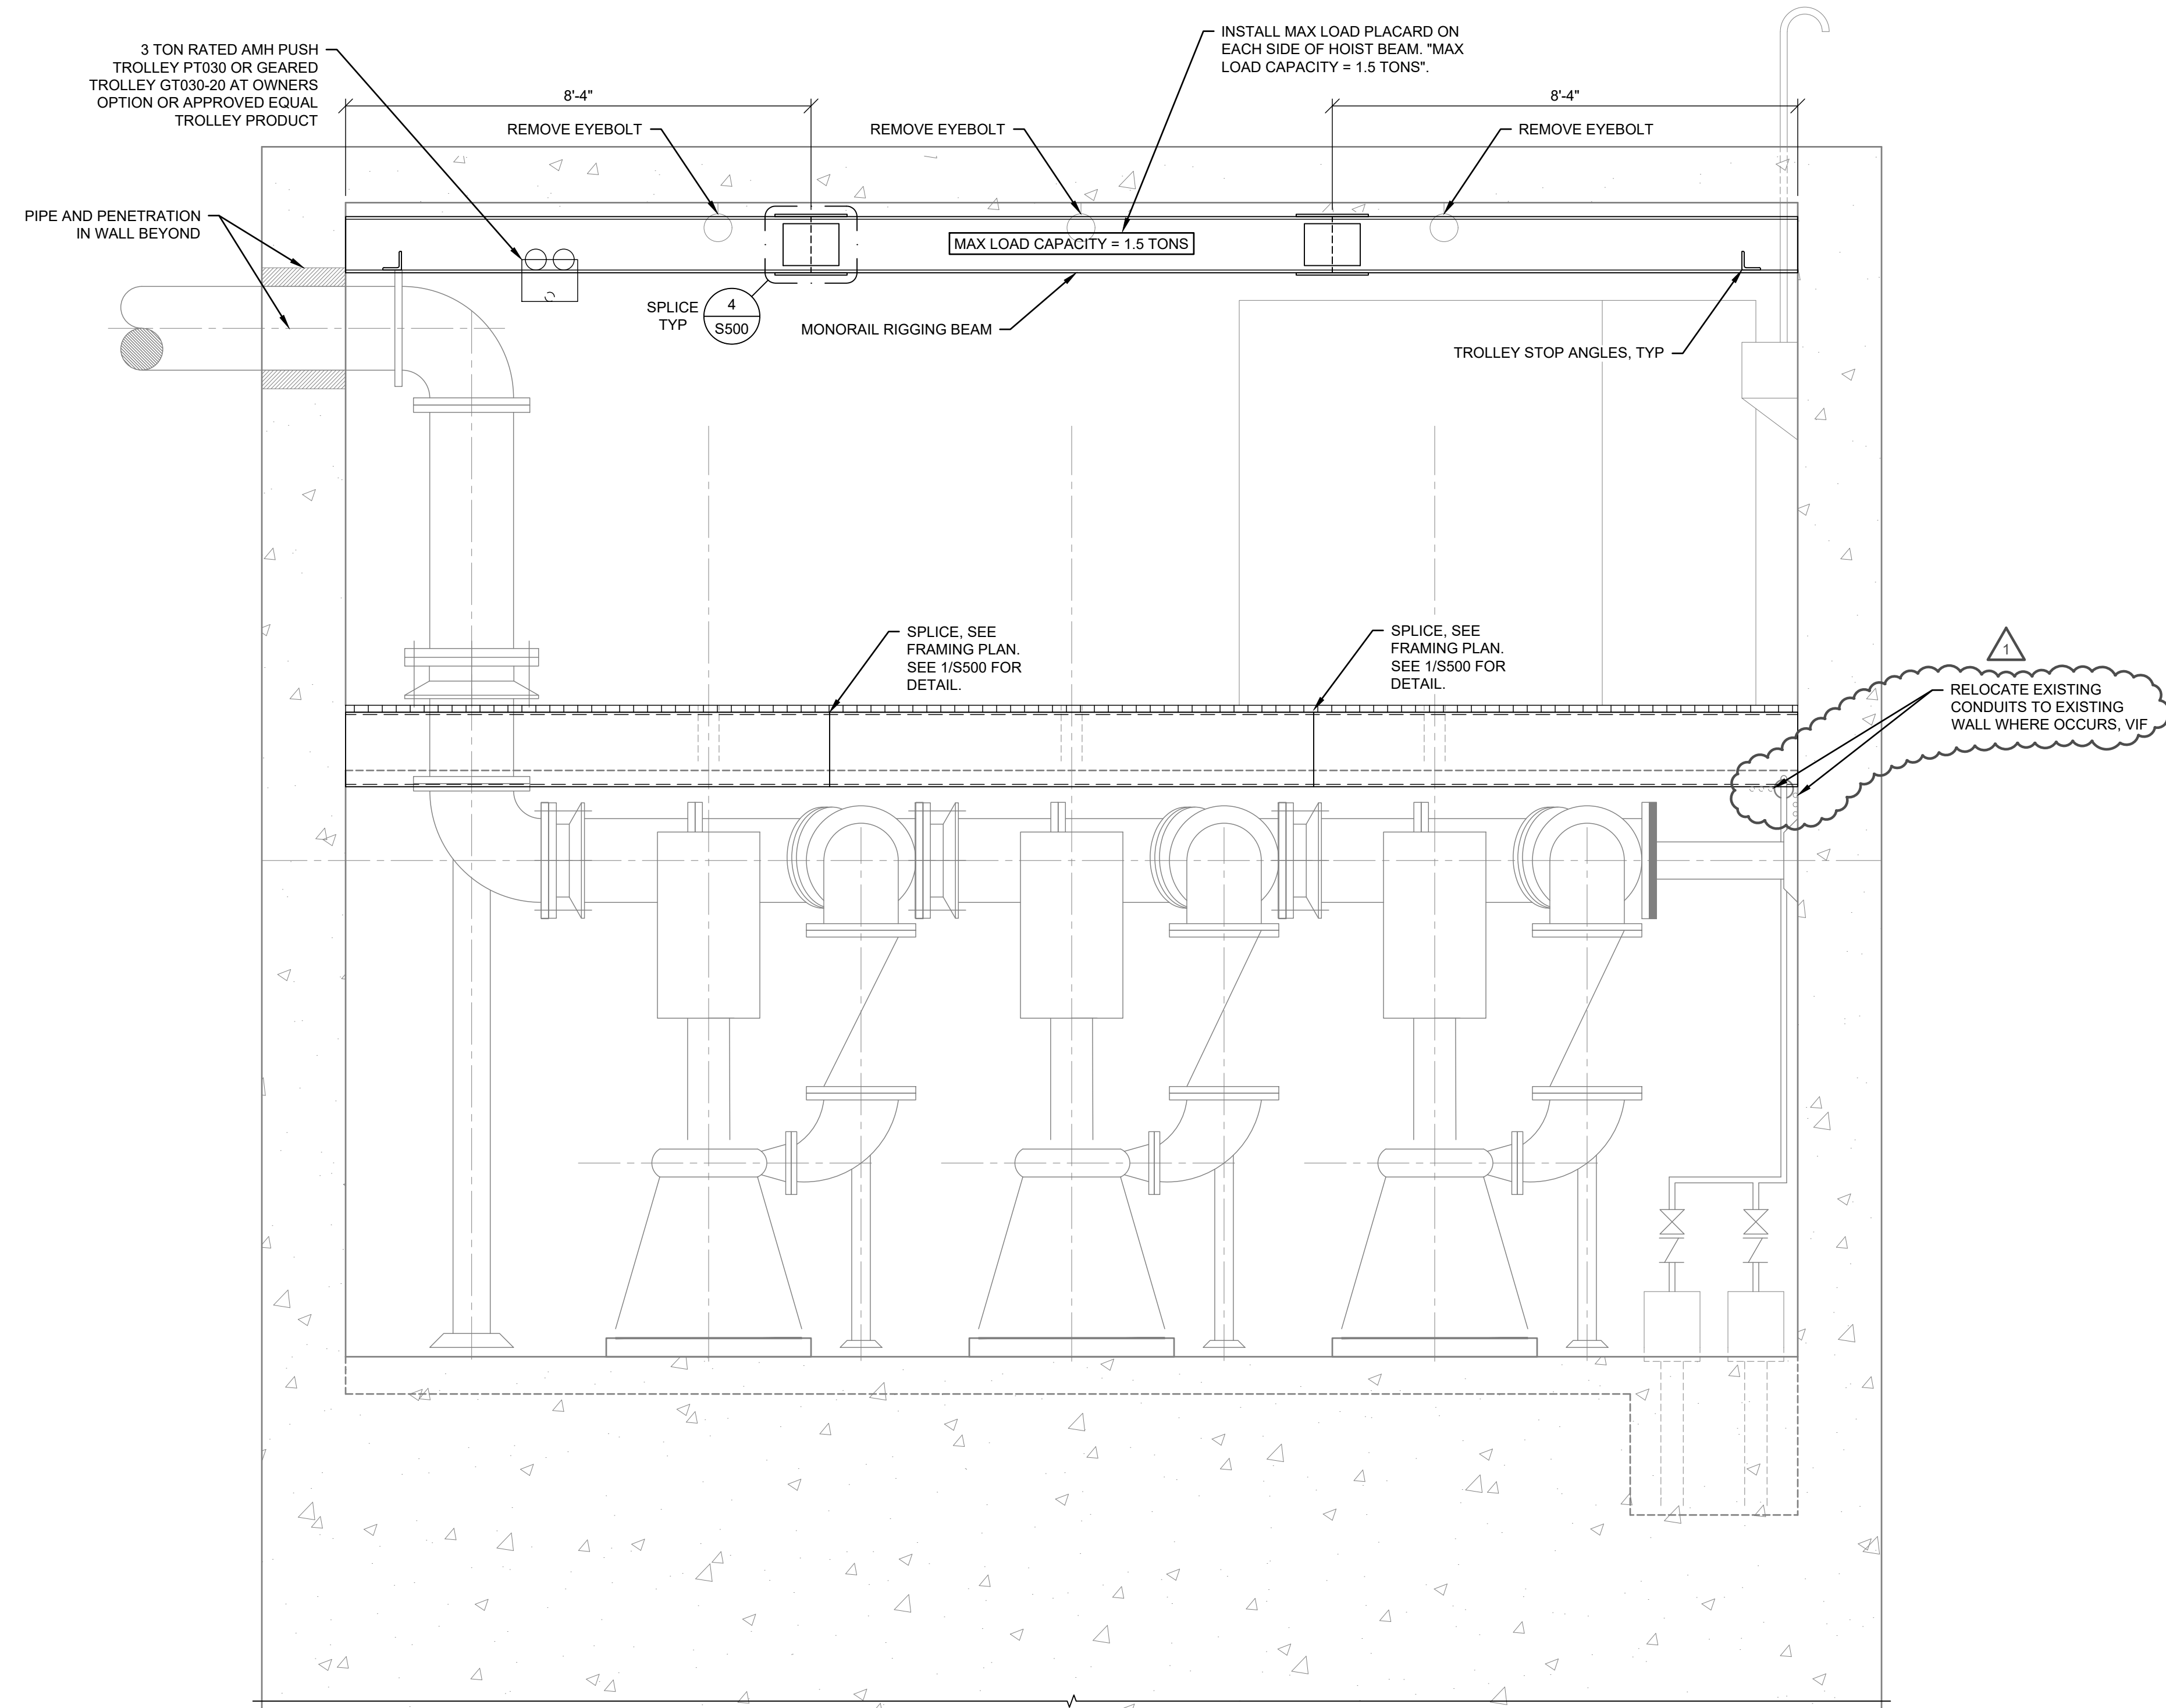 3 TON RATED AMH PUSH
TROLLEY PT030 OR GEARED
TROLLEY GT030-20 AT OWNERS
OPTION OR APPROVED EQUAL
TROLLEY PRODUCT
INSTALL MAX LOAD PLACARD ON
EACH SIDE OF HOIST BEAM. "MAX
LOAD CAPACITY = 1.5 TONS".
8'-4"
8'-4"
REMOVE EYEBOLT
REMOVE EYEBOLT
REMOVE EYEBOLT
PIPE AND PENETRATION
IN WALL BEYOND
MAX LOAD CAPACITY = 1.5 TONS
SPLICE
TYP
4
S500
MONORAIL RIGGING BEAM
TROLLEY STOP ANGLES, TYP
SPLICE, SEE
FRAMING PLAN.
SEE 1/S500 FOR
DETAIL.
SPLICE, SEE
FRAMING PLAN.
SEE 1/S500 FOR
DETAIL.
1
RELOCATE EXISTING
CONDUITS TO EXISTING
WALL WHERE OCCURS, VIF